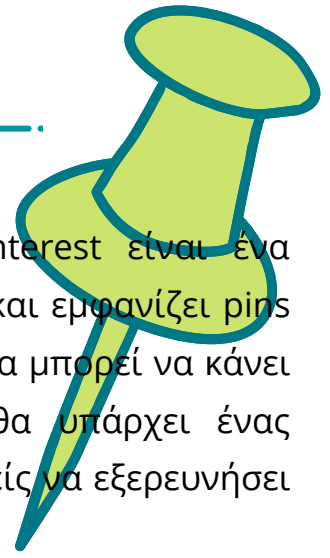 nterest είναι ένα
και εμφανίζει pins
α μπορεί να κάνει
θα υπάρχει ένας
είς να εξερευνήσει